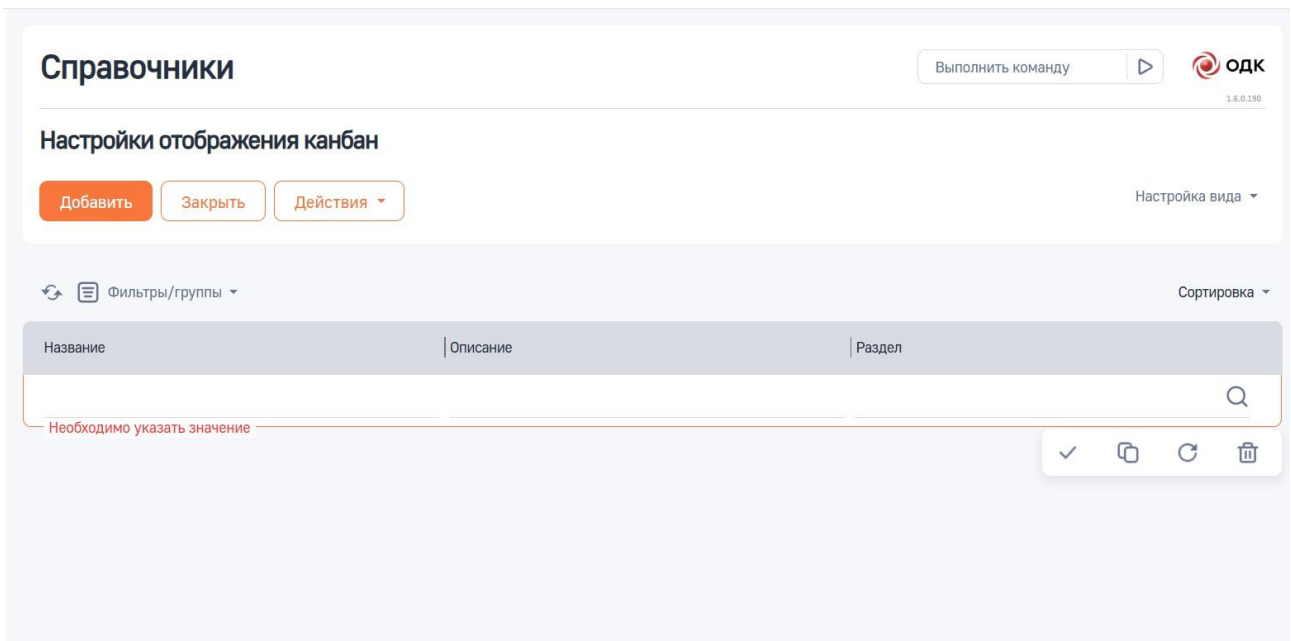 Справочники
Выполнить команду
ОДК
1.6.0.190
Настройки отображения канбан
Добавить Закрыть Действия
Настройка вида
Фильтры/группы
Сортировка
Название Описание Раздел
Необходимо указать значение